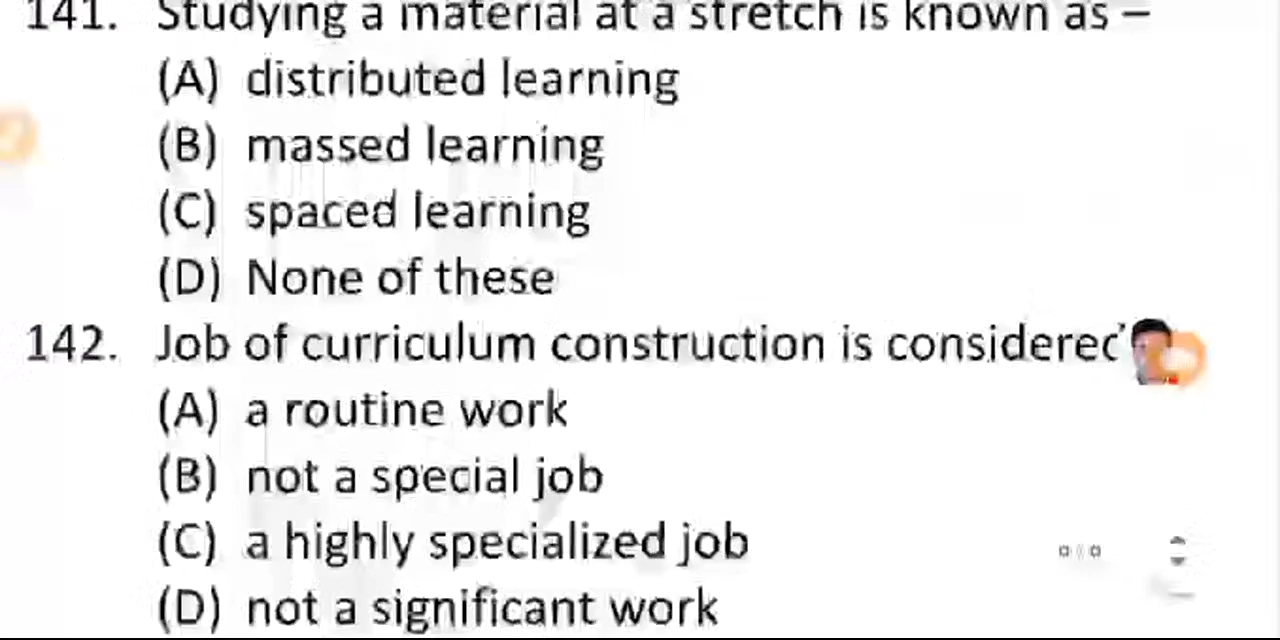 141. Studying a material at a stretch is known as –
(A) distributed learning
(B) massed learning
(C) spaced learning
(D) None of these
142. Job of curriculum construction is considered
(A) a routine work
(B) not a special job
(C) a highly specialized job
(D) not a significant work